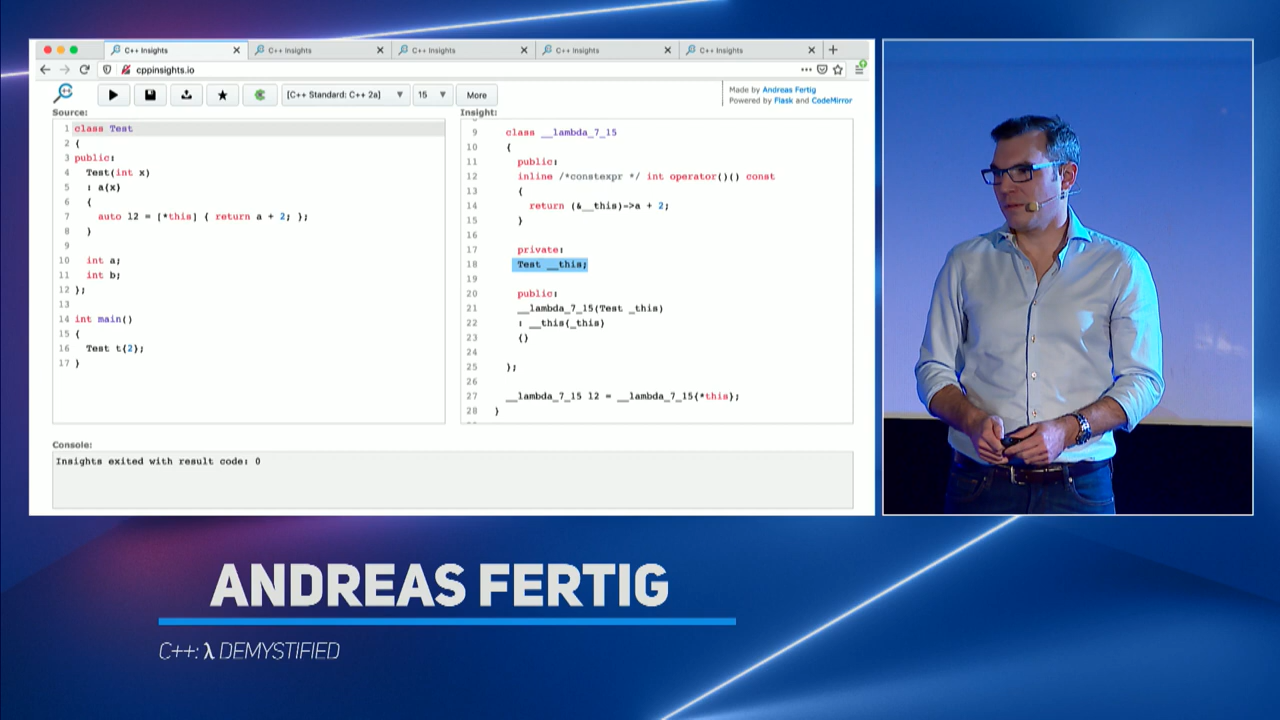 C++ Insights
C++ Insights
C++ Insights
C++ Insights
C++ Insights
cppinsights.io
[C++ Standard: C++ 2a] 15 More
Made by Andreas Fertig
Powered by Flask and CodeMirror
Source:
1 class Test
2 {
3 public:
4 Test(int x)
5 : a{x}
6 {
7 auto l2 = [*this] { return a + 2; };
8 }
9
10 int a;
11 int b;
12 };
13
14 int main()
15 {
16 Test t{2};
17 }
Insight:
9 class __lambda_7_15
10 {
11 public:
12 inline /*constexpr */ int operator()() const
13 {
14 return (&__this)->a + 2;
15 }
16
17 private:
18 Test __this;
19
20 public:
21 __lambda_7_15(Test _this)
22 : __this{_this}
23 {}
24
25 };
26
27 __lambda_7_15 l2 = __lambda_7_15{*this};
28 }
Console:
Insights exited with result code: 0
ANDREAS FERTIG
C++: λ DEMYSTIFIED